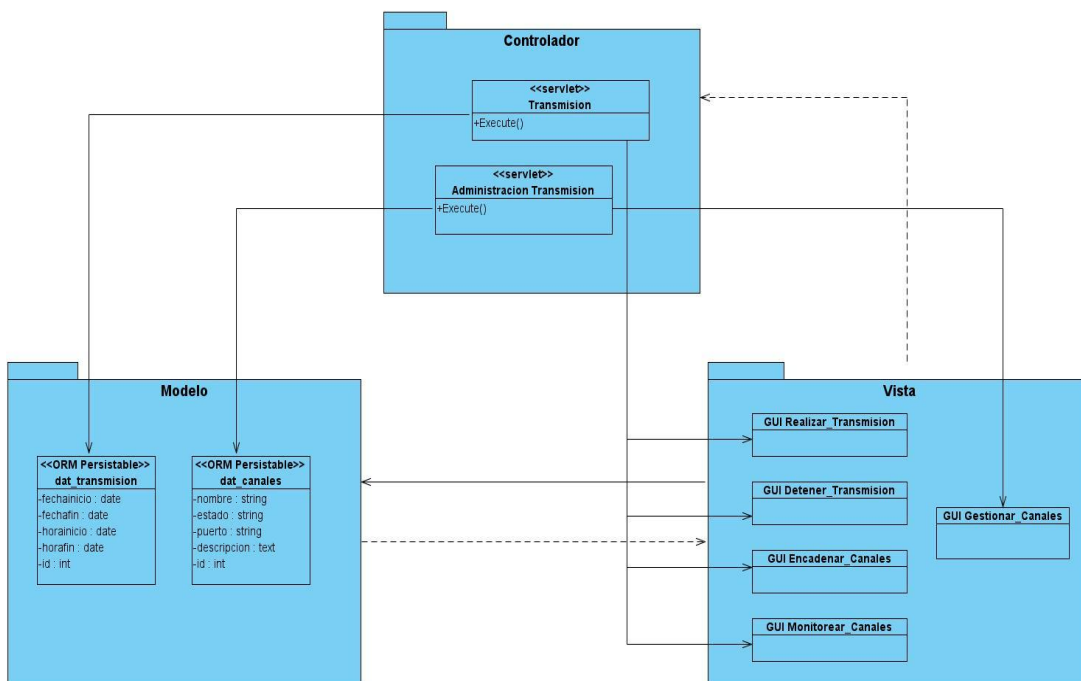 Controlador
<<servlet>>
Transmision
+Execute()
<<servlet>>
Administracion Transmision
+Execute()
Modelo
<<ORM Persistable>>
dat_transmision
-fechainicio : date
-fechafin : date
-horainicio : date
-horafin : date
-id : int
<<ORM Persistable>>
dat_canales
-nombre : string
-estado : string
-puerto : string
-descripcion : text
-id : int
Vista
GUI Realizar_Transmision
GUI Detener_Transmision
GUI Encadenar_Canales
GUI Monitorear_Canales
GUI Gestionar_Canales